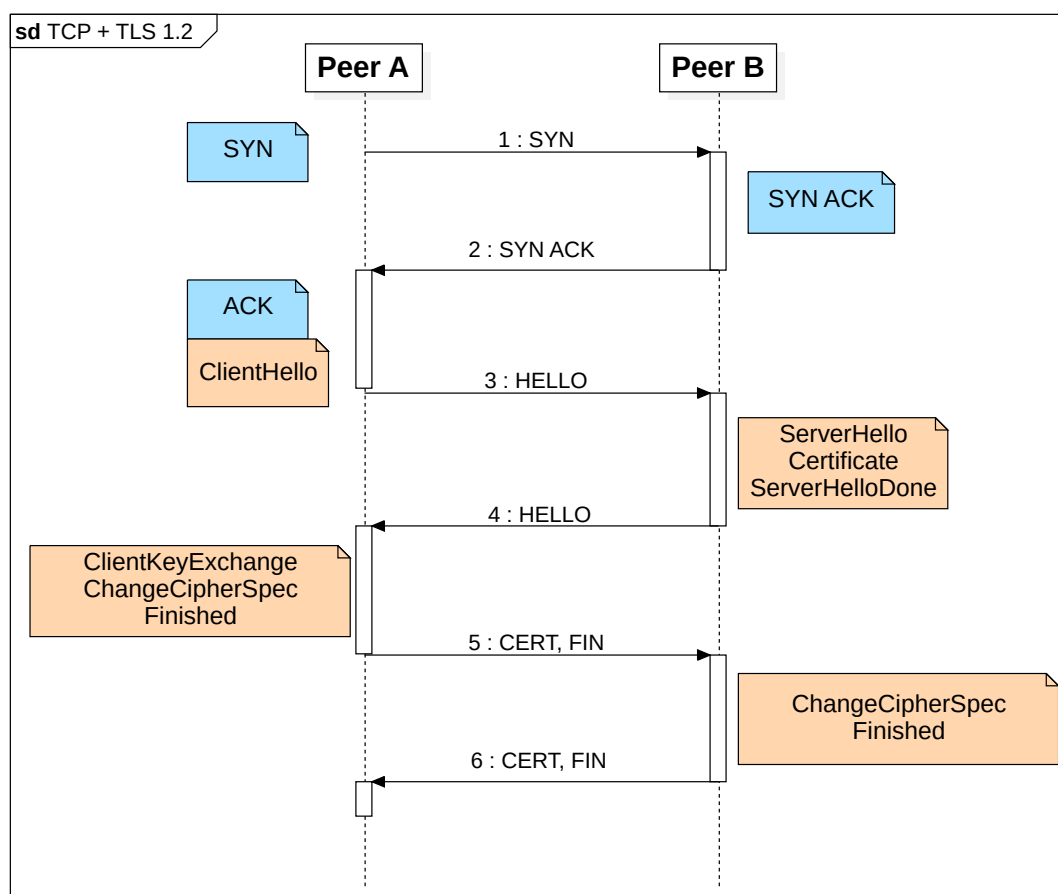 sd TCP + TLS 1.2
Peer A
Peer B
SYN
1 : SYN
SYN ACK
2 : SYN ACK
ACK
ClientHello
3 : HELLO
ServerHello
Certificate
ServerHelloDone
4 : HELLO
ClientKeyExchange
ChangeCipherSpec
Finished
5 : CERT, FIN
ChangeCipherSpec
Finished
6 : CERT, FIN